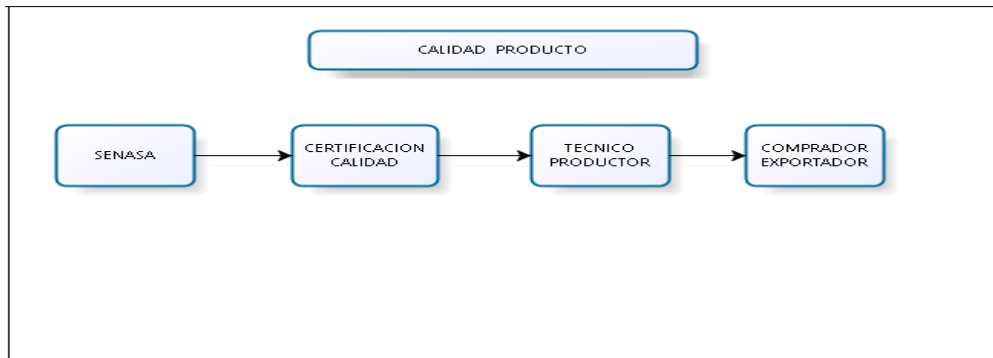 CALIDAD PRODUCTO
SENASA
CERTIFICACION
CALIDAD
TECNICO
PRODUCTOR
COMPRADOR
EXPORTADOR